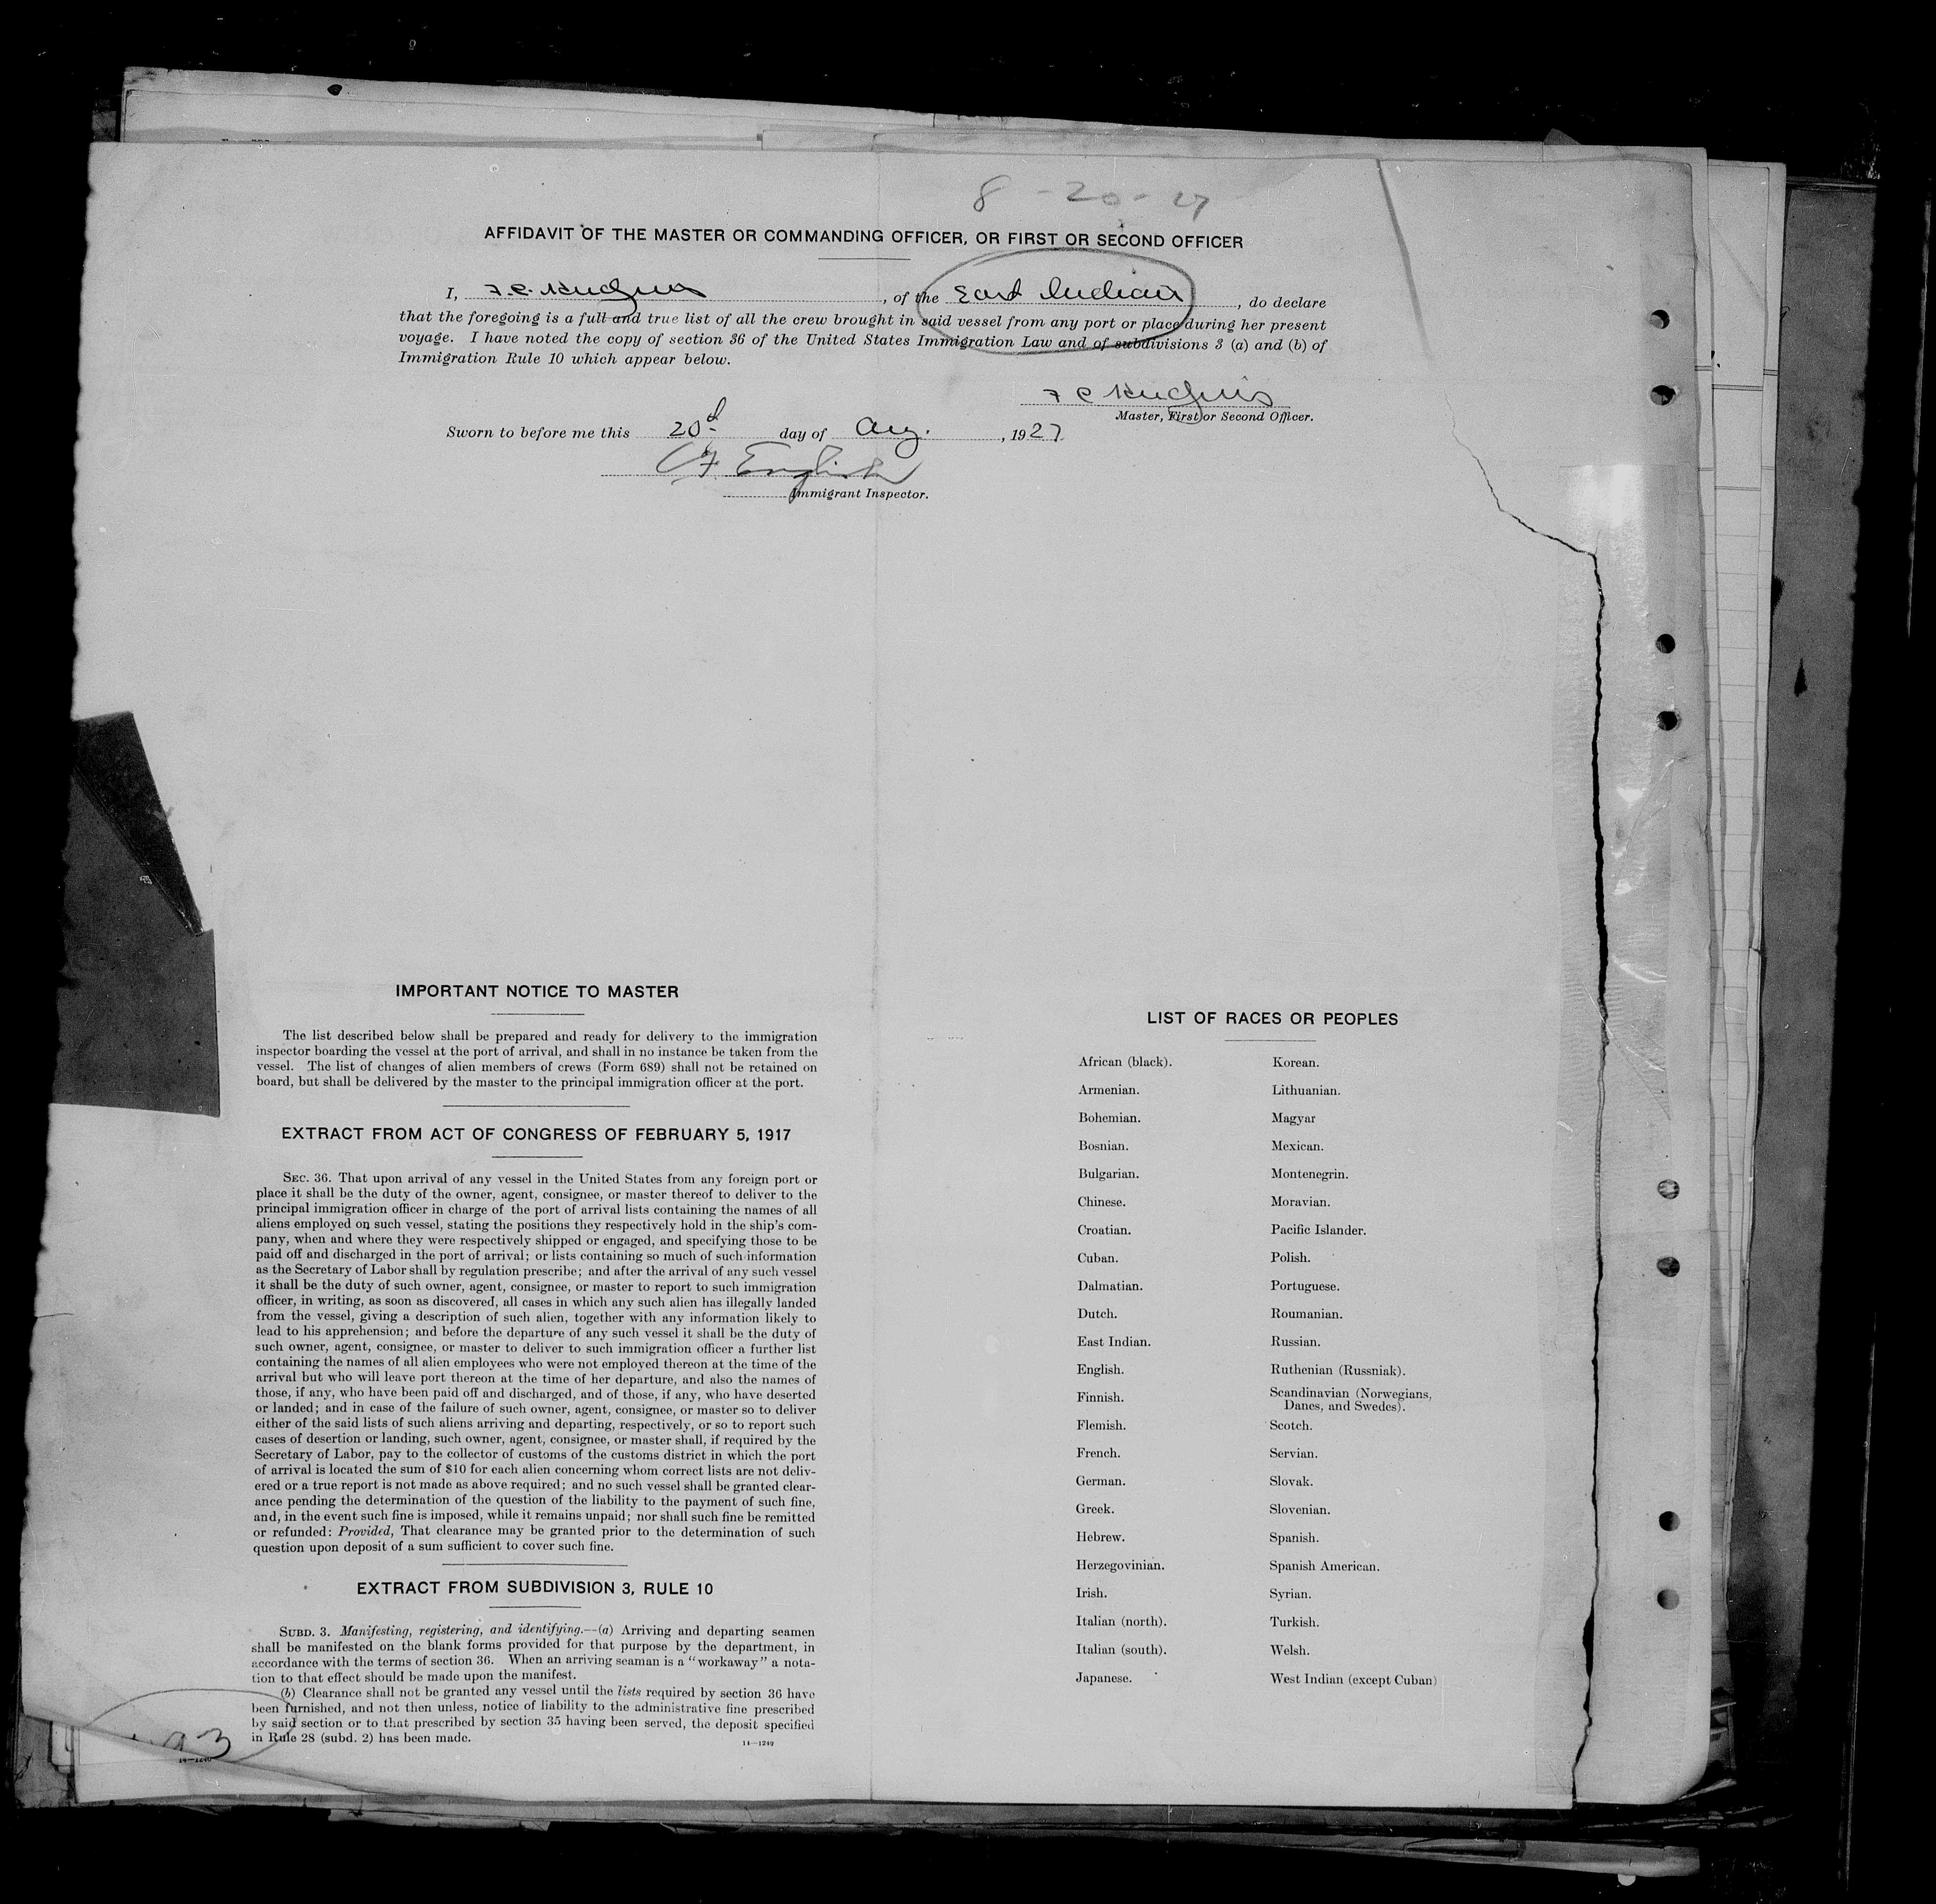 8-20-27
AFFIDAVIT OF THE MASTER OR COMMANDING OFFICER, OR FIRST OR SECOND OFFICER
I, F. C. Hudgins, of the East Indian, do declare
that the foregoing is a full and true list of all the crew brought in said vessel from any port or place during her present
voyage. I have noted the copy of section 36 of the United States Immigration Law and of subdivisions 3 (a) and (b) of
Immigration Rule 10 which appear below.
F C Hudgins
Master, First or Second Officer.
Sworn to before me this 20th day of Aug., 1927
English
Immigrant Inspector.
IMPORTANT NOTICE TO MASTER
The list described below shall be prepared and ready for delivery to the immigration
inspector boarding the vessel at the port of arrival, and shall in no instance be taken from the
vessel. The list of changes of alien members of crews (Form 689) shall not be retained on
board, but shall be delivered by the master to the principal immigration officer at the port.
EXTRACT FROM ACT OF CONGRESS OF FEBRUARY 5, 1917
SEC. 36. That upon arrival of any vessel in the United States from any foreign port or
place it shall be the duty of the owner, agent, consignee, or master thereof to deliver to the
principal immigration officer in charge of the port of arrival lists containing the names of all
aliens employed on such vessel, stating the positions they respectively hold in the ship's com-
pany, when and where they were respectively shipped or engaged, and specifying those to be
paid off and discharged in the port of arrival; or lists containing so much of such information
as the Secretary of Labor shall by regulation prescribe; and after the arrival of any such vessel
it shall be the duty of such owner, agent, consignee, or master to report to such immigration
officer, in writing, as soon as discovered, all cases in which any such alien has illegally landed
from the vessel, giving a description of such alien, together with any information likely to
lead to his apprehension; and before the departure of any such vessel it shall be the duty of
such owner, agent, consignee, or master to deliver to such immigration officer a further list
containing the names of all alien employees who were not employed thereon at the time of the
arrival but who will leave port thereon at the time of her departure, and also the names of
those, if any, who have been paid off and discharged, and of those, if any, who have deserted
or landed; and in case of the failure of such owner, agent, consignee, or master so to deliver
either of the said lists of such aliens arriving and departing, respectively, or so to report such
cases of desertion or landing, such owner, agent, consignee, or master shall, if required by the
Secretary of Labor, pay to the collector of customs of the customs district in which the port
of arrival is located the sum of $10 for each alien concerning whom correct lists are not deliv-
ered or a true report is not made as above required; and no such vessel shall be granted clear-
ance pending the determination of the question of the liability to the payment of such fine,
and, in the event such fine is imposed, while it remains unpaid; nor shall such fine be remitted
or refunded: Provided, That clearance may be granted prior to the determination of such
question upon deposit of a sum sufficient to cover such fine.
EXTRACT FROM SUBDIVISION 3, RULE 10
SUBD. 3. Manifesting, registering, and identifying.--(a) Arriving and departing seamen
shall be manifested on the blank forms provided for that purpose by the department, in
accordance with the terms of section 36. When an arriving seaman is a "workaway" a nota-
tion to that effect should be made upon the manifest.
(b) Clearance shall not be granted any vessel until the lists required by section 36 have
been furnished, and not then unless, notice of liability to the administrative fine prescribed
by said section or to that prescribed by section 35 having been served, the deposit specified
in Rule 28 (subd. 2) has been made.
14-1240
LIST OF RACES OR PEOPLES
African (black).
Armenian.
Bohemian.
Bosnian.
Bulgarian.
Chinese.
Croatian.
Cuban.
Dalmatian.
Dutch.
East Indian.
English.
Finnish.
Flemish.
French.
German.
Greek.
Hebrew.
Herzegovinian.
Irish.
Italian (north).
Italian (south).
Japanese.
Korean.
Lithuanian.
Magyar
Mexican.
Montenegrin.
Moravian.
Pacific Islander.
Polish.
Portuguese.
Roumanian.
Russian.
Ruthenian (Russniak).
Scandinavian (Norwegians,
Danes, and Swedes).
Scotch.
Servian.
Slovak.
Slovenian.
Spanish.
Spanish American.
Syrian.
Turkish.
Welsh.
West Indian (except Cuban)